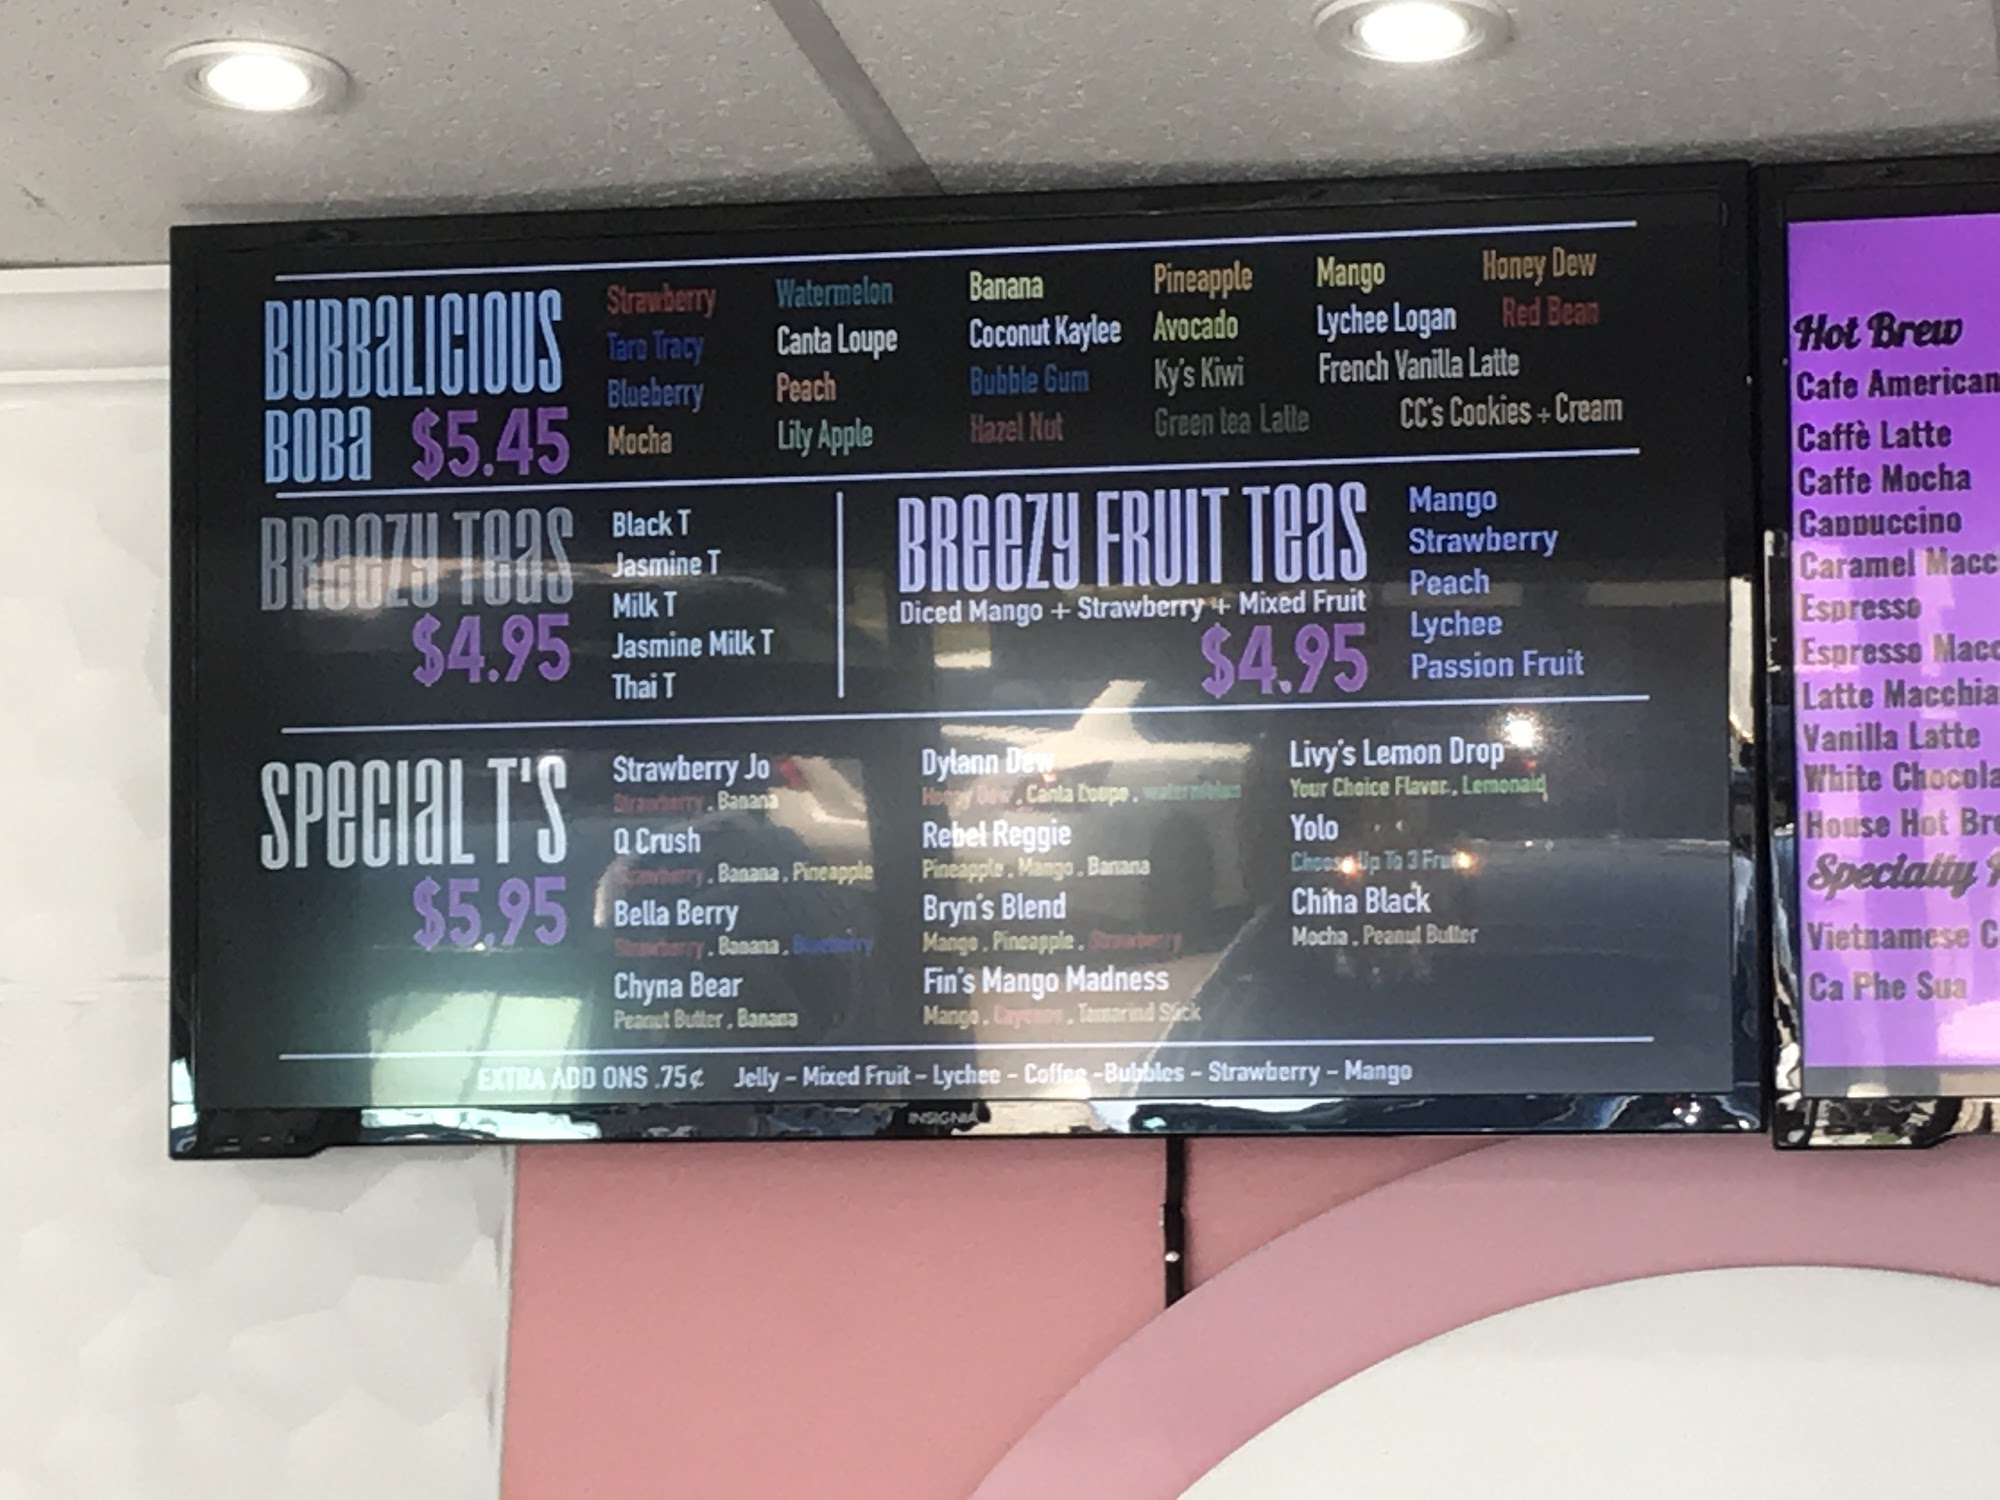 BUBBALICIOUS
BOBA $5.45
Strawberry
Taro Tracy
Blueberry
Mocha
Watermelon
Canta Loupe
Peach
Lily Apple
Banana
Coconut Kaylee
Bubble Gum
Hazel Nut
Pineapple
Avocado
Ky's Kiwi
Green tea Latte
Mango
Lychee Logan
French Vanilla Latte
CC's Cookies + Cream
Honey Dew
Red Bean
BREEZY TEAS
$4.95
Black T
Jasmine T
Milk T
Jasmine Milk T
Thai T
BREEZY FRUIT TEAS
Diced Mango + Strawberry + Mixed Fruit
$4.95
Mango
Strawberry
Peach
Lychee
Passion Fruit
SPECIAL T'S
$5.95
Strawberry Jo
Strawberry , Banana
Q Crush
Strawberry , Banana , Pineapple
Bella Berry
Strawberry , Banana , Blueberry
Chyna Bear
Peanut Butter , Banana
Dylann Dew
Honey Dew , Canta Loupe , watermelon
Rebel Reggie
Pineapple , Mango , Banana
Bryn's Blend
Mango , Pineapple , Strawberry
Fin's Mango Madness
Mango , Cayenne , Tamarind Stick
Livy's Lemon Drop
Your Choice Flavor , Lemonaid
Yolo
Choose Up To 3 Fruits
China Black
Mocha , Peanut Butter
EXTRA ADD ONS .75¢ Jelly - Mixed Fruit - Lychee - Coffee -Bubbles - Strawberry - Mango
INSIGNIA
Hot Brew
Cafe American
Caffè Latte
Caffe Mocha
Cappuccino
Caramel Macc
Espresso
Espresso Macc
Latte Macchia
Vanilla Latte
White Chocola
House Hot Bre
Specialty
Vietnamese C
Ca Phe Sua